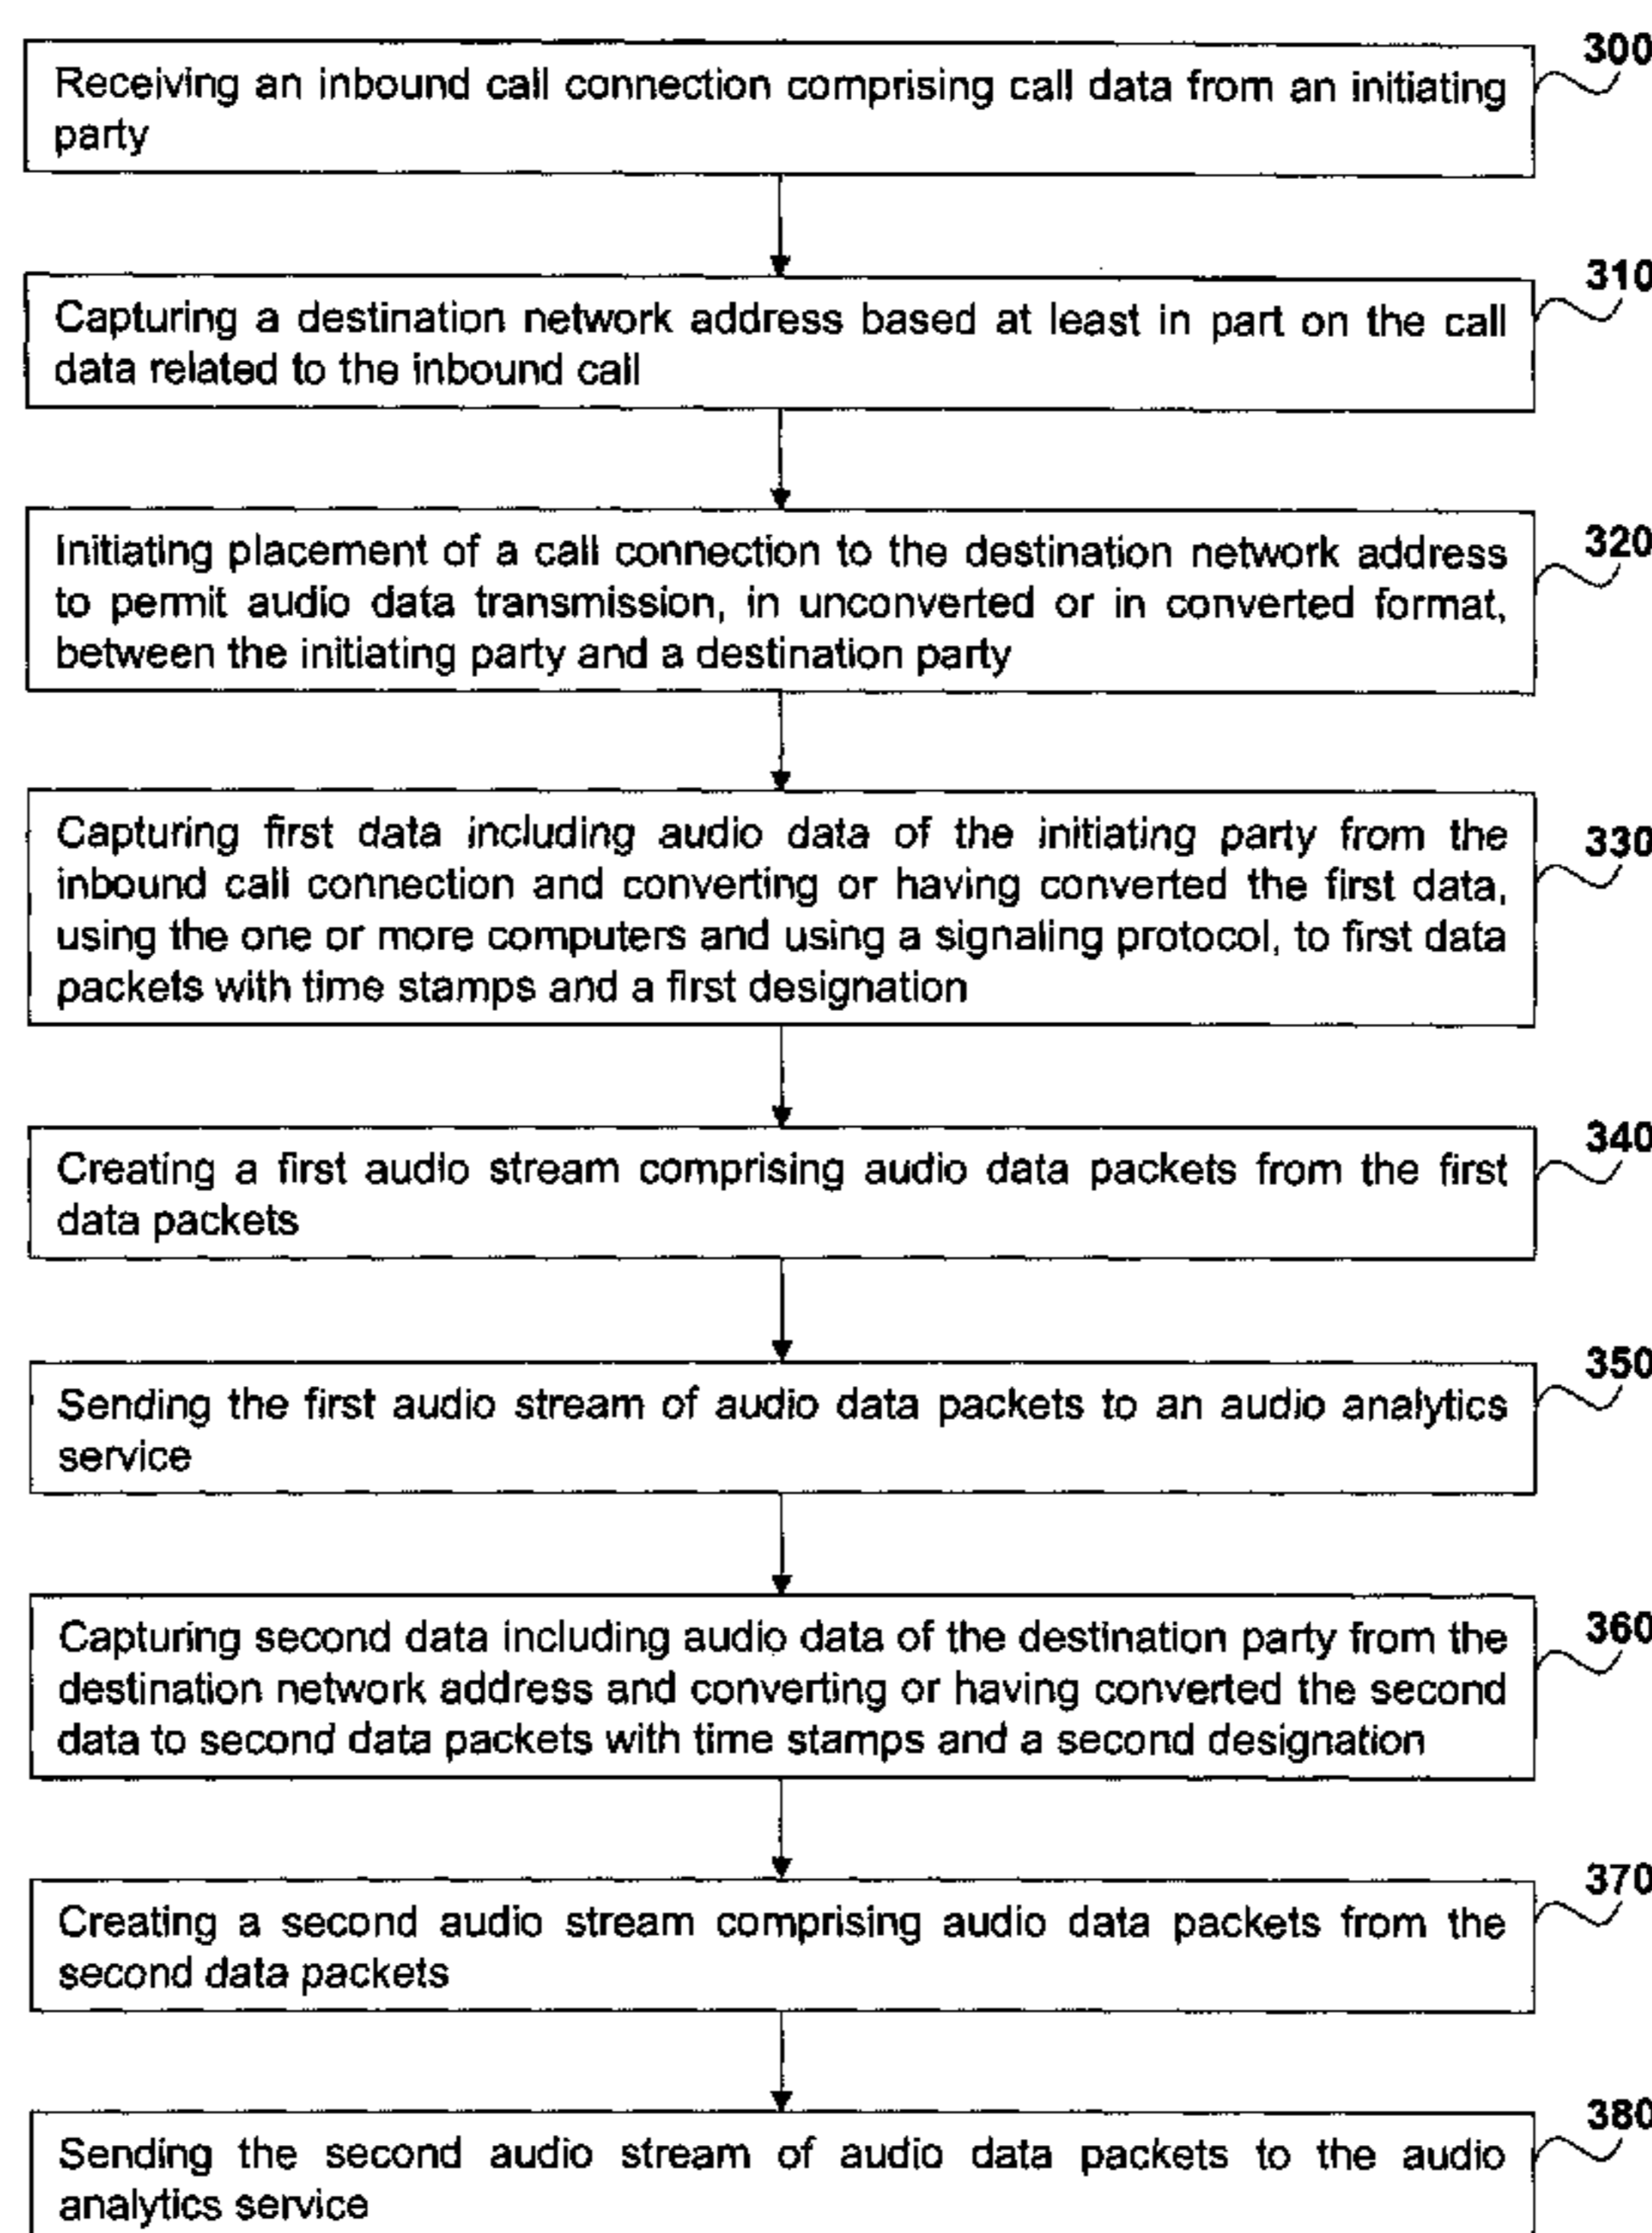 300
Receiving an inbound call connection comprising call data from an initiating
party
310
Capturing a destination network address based at least in part on the call
data related to the inbound call
320
Initiating placement of a call connection to the destination network address
to permit audio data transmission, in unconverted or in converted format,
between the initiating party and a destination party
330
Capturing first data including audio data of the initiating party from the
inbound call connection and converting or having converted the first data,
using the one or more computers and using a signaling protocol, to first data
packets with time stamps and a first designation
340
Creating a first audio stream comprising audio data packets from the first
data packets
350
Sending the first audio stream of audio data packets to an audio analytics
service
360
Capturing second data including audio data of the destination party from the
destination network address and converting or having converted the second
data to second data packets with time stamps and a second designation
370
Creating a second audio stream comprising audio data packets from the
second data packets
380
Sending the second audio stream of audio data packets to the audio
analytics service